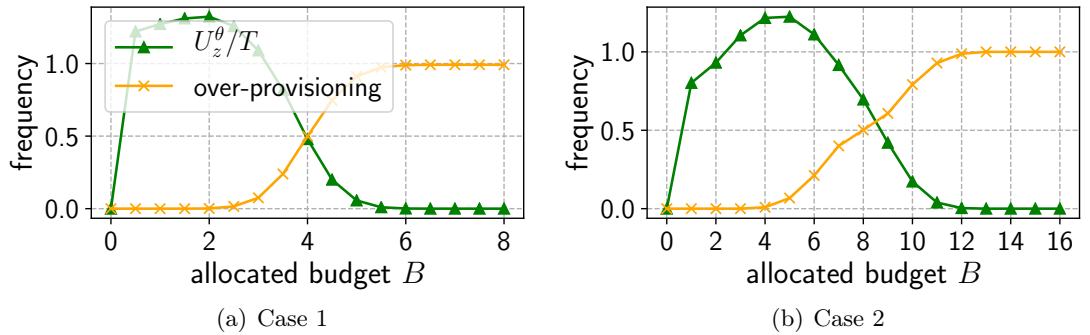 frequency
1.0
0.5
0.0
U_z^θ/T
over-provisioning
0 2 4 6 8
allocated budget B
(a) Case 1
frequency
1.0
0.5
0.0
0 2 4 6 8 10 12 14 16
allocated budget B
(b) Case 2